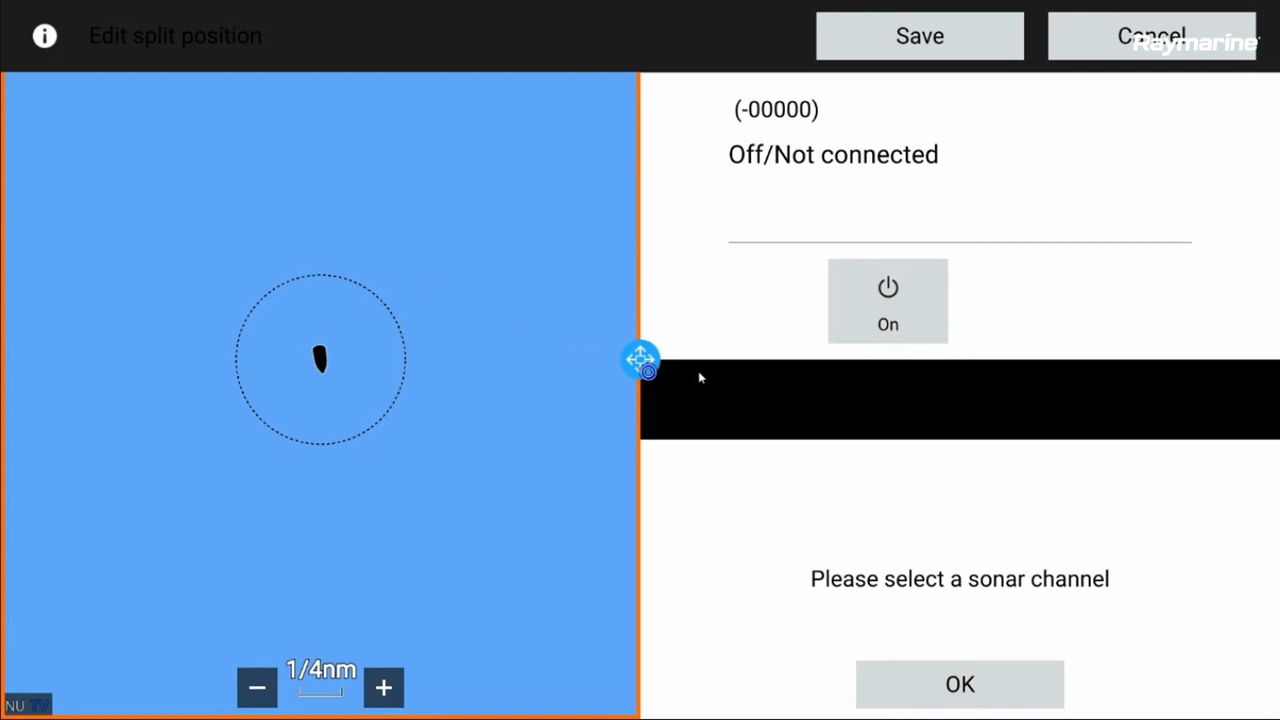 Edit split position
Save
Cancel
Raymarine
(-00000)
Off/Not connected
On
Please select a sonar channel
OK
1/4nm
NU TV